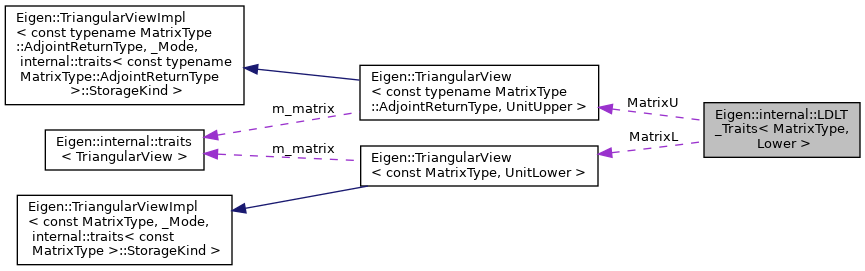 Eigen::TriangularViewImpl
< const typename MatrixType
::AdjointReturnType, _Mode,
internal::traits< const typename
MatrixType::AdjointReturnType
>::StorageKind >
Eigen::TriangularView
< const typename MatrixType
::AdjointReturnType, UnitUpper >
m_matrix
MatrixU
Eigen::internal::LDLT
_Traits< MatrixType,
Lower >
Eigen::internal::traits
< TriangularView >
m_matrix
MatrixL
Eigen::TriangularView
< const MatrixType, UnitLower >
Eigen::TriangularViewImpl
< const MatrixType, _Mode,
internal::traits< const
MatrixType >::StorageKind >